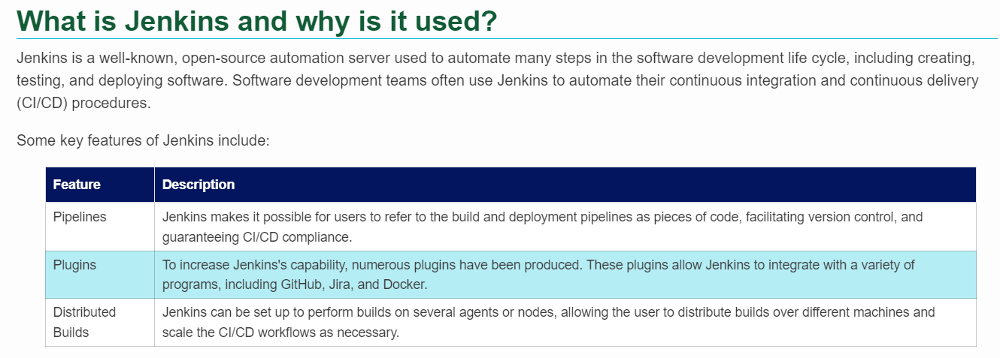 What is Jenkins and why is it used?
Jenkins is a well-known, open-source automation server used to automate many steps in the software development life cycle, including creating,
testing, and deploying software. Software development teams often use Jenkins to automate their continuous integration and continuous delivery
(CI/CD) procedures.
Some key features of Jenkins include:
Feature Description
Pipelines Jenkins makes it possible for users to refer to the build and deployment pipelines as pieces of code, facilitating version control, and
guaranteeing CI/CD compliance.
Plugins To increase Jenkins's capability, numerous plugins have been produced. These plugins allow Jenkins to integrate with a variety of
programs, including GitHub, Jira, and Docker.
Distributed Jenkins can be set up to perform builds on several agents or nodes, allowing the user to distribute builds over different machines and
Builds scale the CI/CD workflows as necessary.